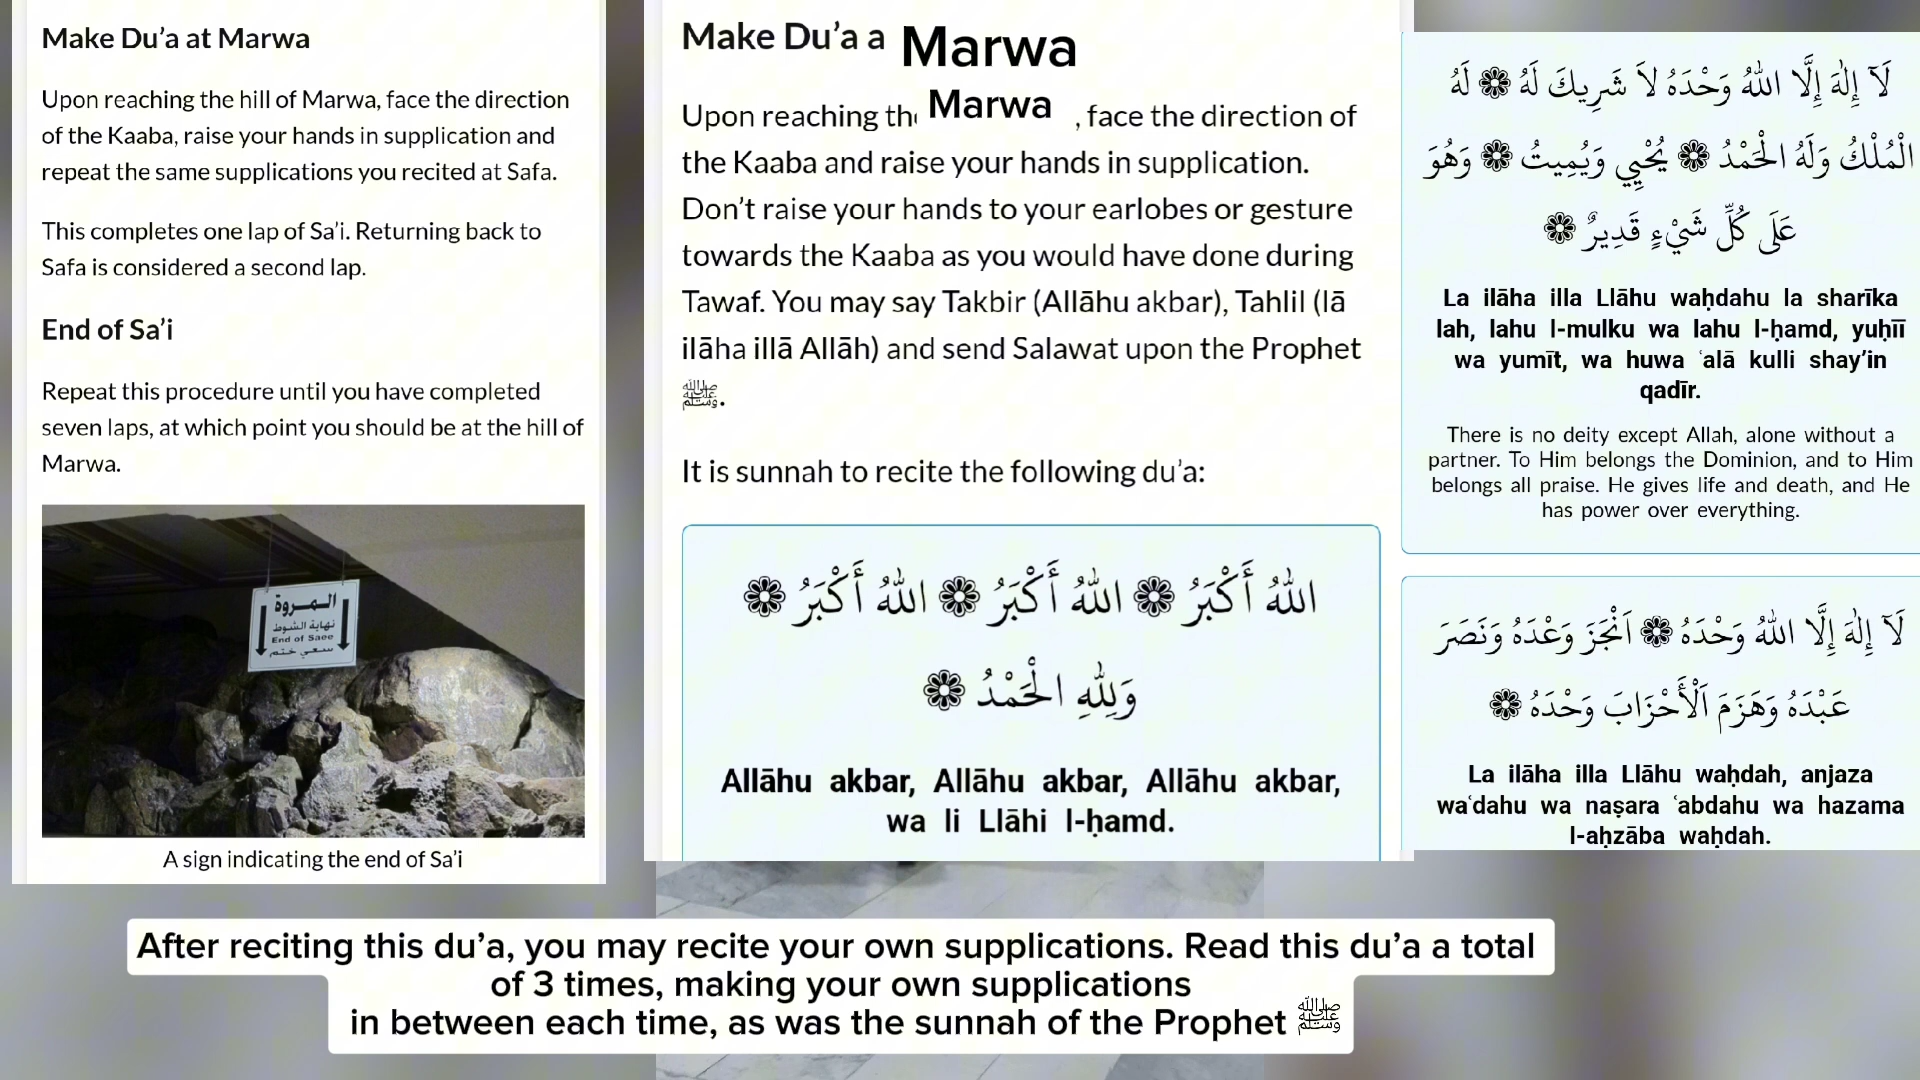 Make Du’a at Marwa
Upon reaching the hill of Marwa, face the direction
of the Kaaba, raise your hands in supplication and
repeat the same supplications you recited at Safa.
This completes one lap of Sa’i. Returning back to
Safa is considered a second lap.
End of Sa’i
Repeat this procedure until you have completed
seven laps, at which point you should be at the hill of
Marwa.
المـروة
نهاية الشوط
End of Saee
سعي ختم
A sign indicating the end of Sa’i
Make Du’a a Marwa
Upon reaching the Marwa , face the direction of
the Kaaba and raise your hands in supplication.
Don’t raise your hands to your earlobes or gesture
towards the Kaaba as you would have done during
Tawaf. You may say Takbir (Allāhu akbar), Tahlil (lā
ilāha illā Allāh) and send Salawat upon the Prophet
ﷺ.
It is sunnah to recite the following du’a:
اللهُ أَكْبَرُ ❁ اللهُ أَكْبَرُ ❁ اللهُ أَكْبَرُ ❁
وَلِلّٰهِ الْحَمْدُ ❁
Allāhu akbar, Allāhu akbar, Allāhu akbar,
wa li Llāhi l-ḥamd.
لَآ إِلٰهَ إِلَّا اللهُ وَحْدَهُ لاَ شَرِيكَ لَهُ ❁ لَهُ
الْمُلْكُ وَلَهُ الْحَمْدُ ❁ يُحْيِي وَيُمِيتُ ❁ وَهُوَ
عَلَى كُلِّ شَيْءٍ قَدِيرٌ ❁
La ilāha illa Llāhu waḥdahu la sharīka
lah, lahu l-mulku wa lahu l-ḥamd, yuḥīī
wa yumīt, wa huwa ʿalā kulli shay’in
qadīr.
There is no deity except Allah, alone without a
partner. To Him belongs the Dominion, and to Him
belongs all praise. He gives life and death, and He
has power over everything.
لَآ إِلٰهَ إِلَّا اللهُ وَحْدَهُ ❁ اَنْجَزَ وَعْدَهُ وَنَصَرَ
عَبْدَهُ وَهَزَمَ اَلْأَحْزَابَ وَحْدَهُ ❁
La ilāha illa Llāhu waḥdah, anjaza
waʿdahu wa naṣara ʿabdahu wa hazama
l-aḥzāba waḥdah.
After reciting this du’a, you may recite your own supplications. Read this du’a a total
of 3 times, making your own supplications
in between each time, as was the sunnah of the Prophet ﷺ